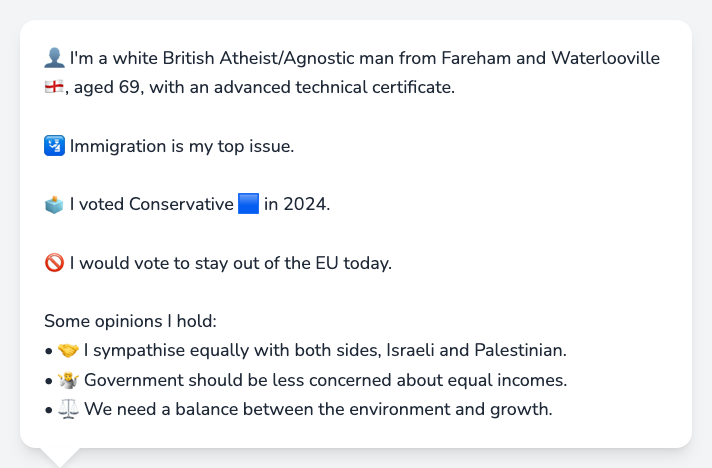 👤 I'm a white British Atheist/Agnostic man from Fareham and Waterlooville
🏴󠁧󠁢󠁥󠁮󠁧󠁿, aged 69, with an advanced technical certificate.
🛂 Immigration is my top issue.
🗳️ I voted Conservative 🟦 in 2024.
🚫 I would vote to stay out of the EU today.
Some opinions I hold:
• 🤝 I sympathise equally with both sides, Israeli and Palestinian.
• 🤷 Government should be less concerned about equal incomes.
• ⚖️ We need a balance between the environment and growth.